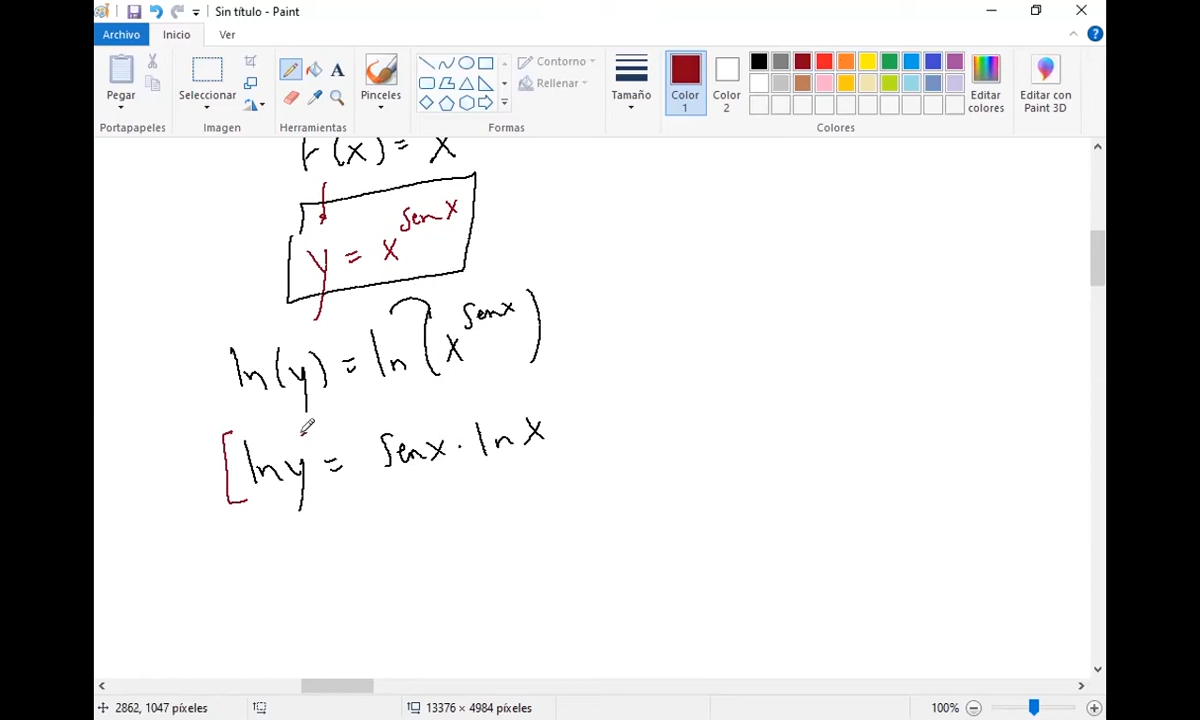 Sin título - Paint
Archivo Inicio Ver
Pegar
Seleccionar
Pinceles
Contorno
Rellenar
Tamaño
Color 1
Color 2
Editar colores
Editar con Paint 3D
Portapapeles Imagen Herramientas Formas Colores
F(x) = x
y = x^senx
ln(y) = ln(x^senx)
[lny = senx · lnx
2862, 1047 píxeles 13376 × 4984 píxeles 100%